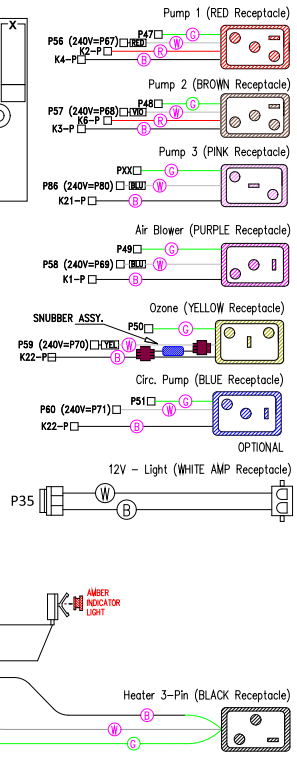 X
Pump 1 (RED Receptacle)
P47 G
P56 (240V=P67) RED W
K2-P R
K4-P B
Pump 2 (BROWN Receptacle)
P48 G
P57 (240V=P68) VIO W
K6-P R
K3-P B
Pump 3 (PINK Receptacle)
PXX G
P86 (240V=P80) BLU W
K21-P B
Air Blower (PURPLE Receptacle)
P49 G
P58 (240V=P69) BLU W
K1-P B
Ozone (YELLOW Receptacle)
SNUBBER ASSY.
P50 G
P59 (240V=P70) YEL W
K22-P B
Circ. Pump (BLUE Receptacle)
P51 G
P60 (240V=P71) W
K22-P B
OPTIONAL
12V - Light (WHITE AMP Receptacle)
P35 W
B
AMBER
INDICATOR
LIGHT
Heater 3-Pin (BLACK Receptacle)
B
W
G